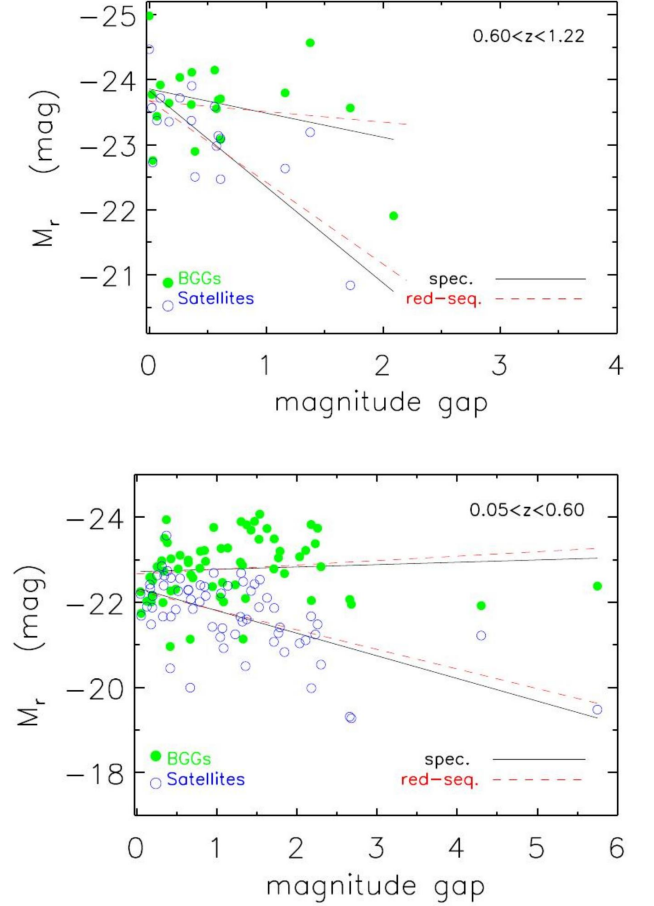 -25
-24
-23
-22
-21
M_r (mag)
0.60<z<1.22
BGGs
Satellites
spec.
red-seq.
0 1 2 3 4
magnitude gap
-24
-22
-20
-18
M_r (mag)
0.05<z<0.60
BGGs
Satellites
spec.
red-seq.
0 1 2 3 4 5 6
magnitude gap